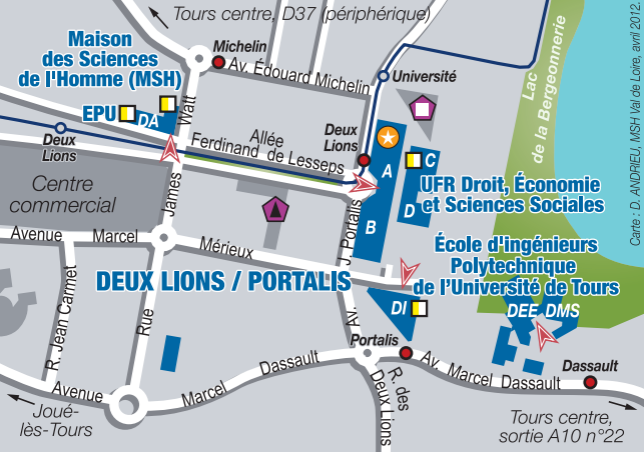 Tours centre, D37 (périphérique)
Maison
des Sciences
de l'Homme (MSH)
Michelin
Av. Édouard Michelin
Université
Lac
de la Bergeonnerie
Carte : D. ANDRIEU, MSH Val de Loire, avril 2012.
EPU
DA
Watt
Deux
Lions
Allée
Ferdinand de Lesseps
Deux
Lions
A
C
B
D
UFR Droit, Économie
et Sciences Sociales
Centre
commercial
James
J. Portalis
Avenue Marcel Mérieux
École d'ingénieurs
Polytechnique
de l'Université de Tours
DEUX LIONS / PORTALIS
DI
DEE DMS
R. Jean Carmet
Rue
Av.
Portalis
Avenue Marcel Dassault
Av. Marcel Dassault
Dassault
R. des
Deux Lions
Joué-
lès-Tours
Tours centre,
sortie A10 n°22